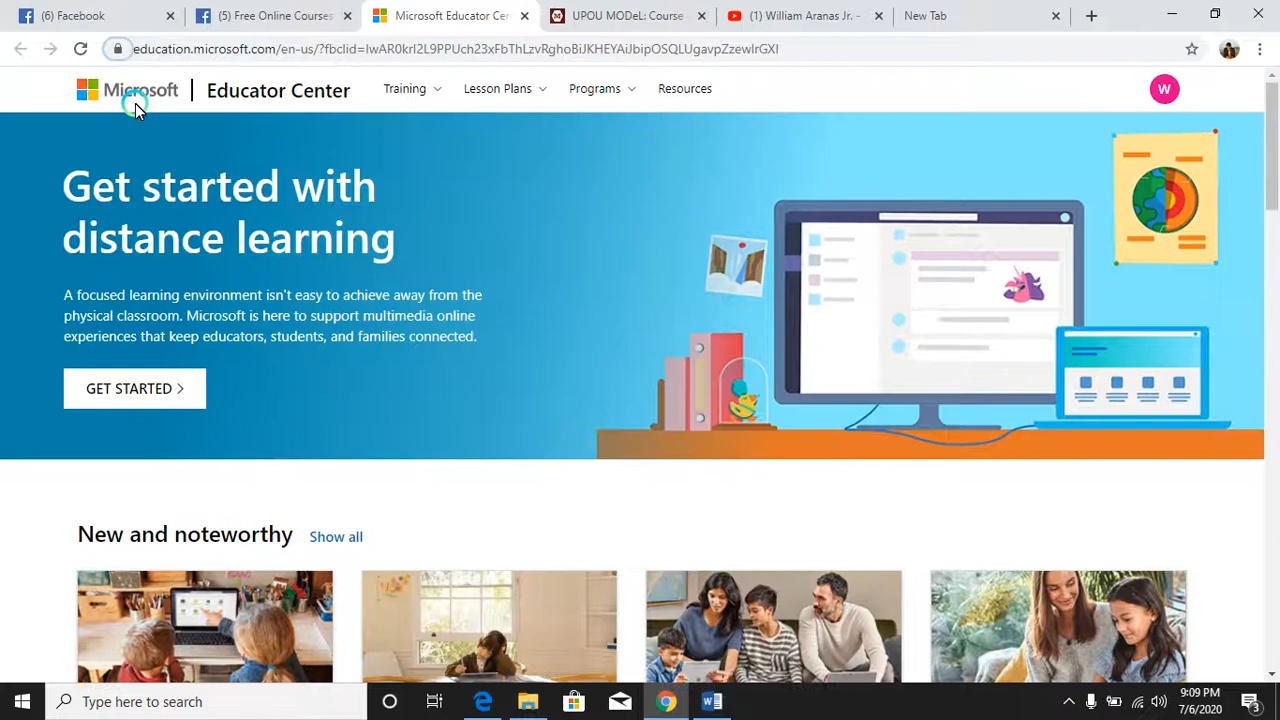 (6) Facebook
(5) Free Online Courses
Microsoft Educator Cen
UPOU MODeL: Course
(1) William Aranas Jr. -
New Tab
education.microsoft.com/en-us/?fbclid=IwAR0krI2L9PPUch23xFbThLzvRghoBiJKHEYAiJbipOSQLUgavpZzewlrGXI
Microsoft
Educator Center
Training
Lesson Plans
Programs
Resources
W
Get started with
distance learning
A focused learning environment isn't easy to achieve away from the
physical classroom. Microsoft is here to support multimedia online
experiences that keep educators, students, and families connected.
GET STARTED
New and noteworthy
Show all
Type here to search
9:09 PM
7/6/2020
3